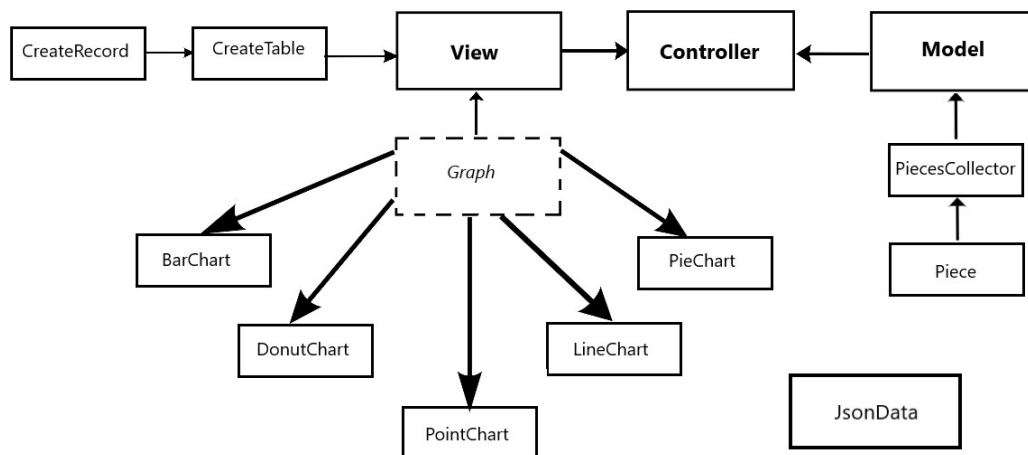 CreateRecord
CreateTable
View
Controller
Model
Graph
PiecesCollector
BarChart
PieChart
Piece
DonutChart
LineChart
JsonData
PointChart